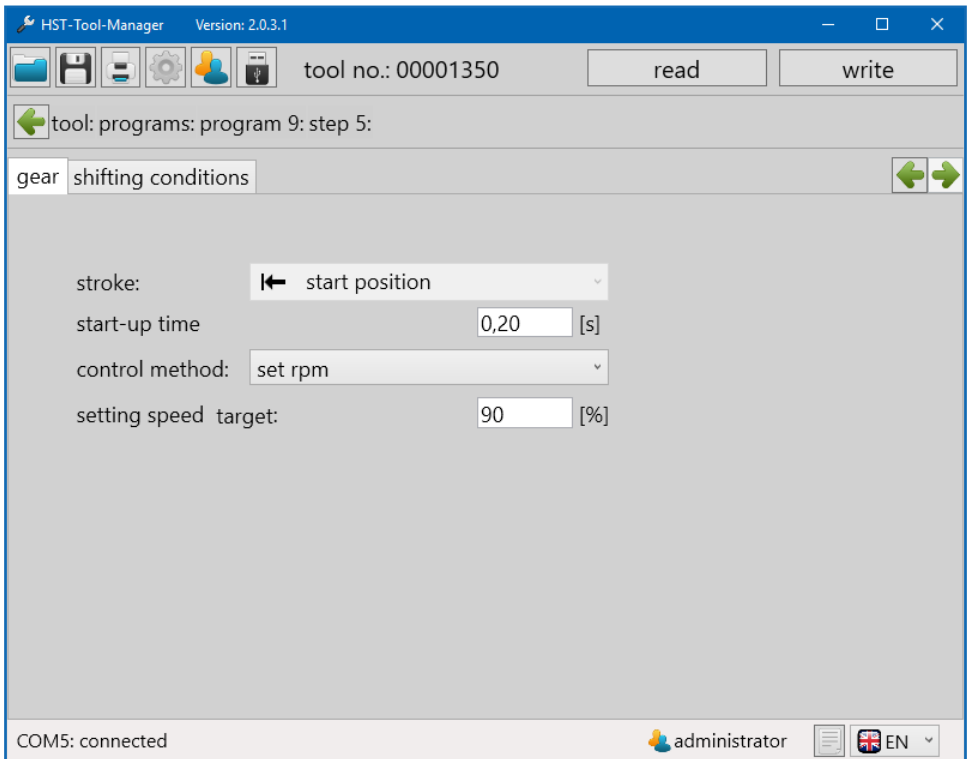 HST-Tool-Manager Version: 2.0.3.1
tool no.: 00001350 read write
tool: programs: program 9: step 5:
gear shifting conditions
stroke: start position
start-up time 0,20 [s]
control method: set rpm
setting speed target: 90 [%]
COM5: connected administrator EN